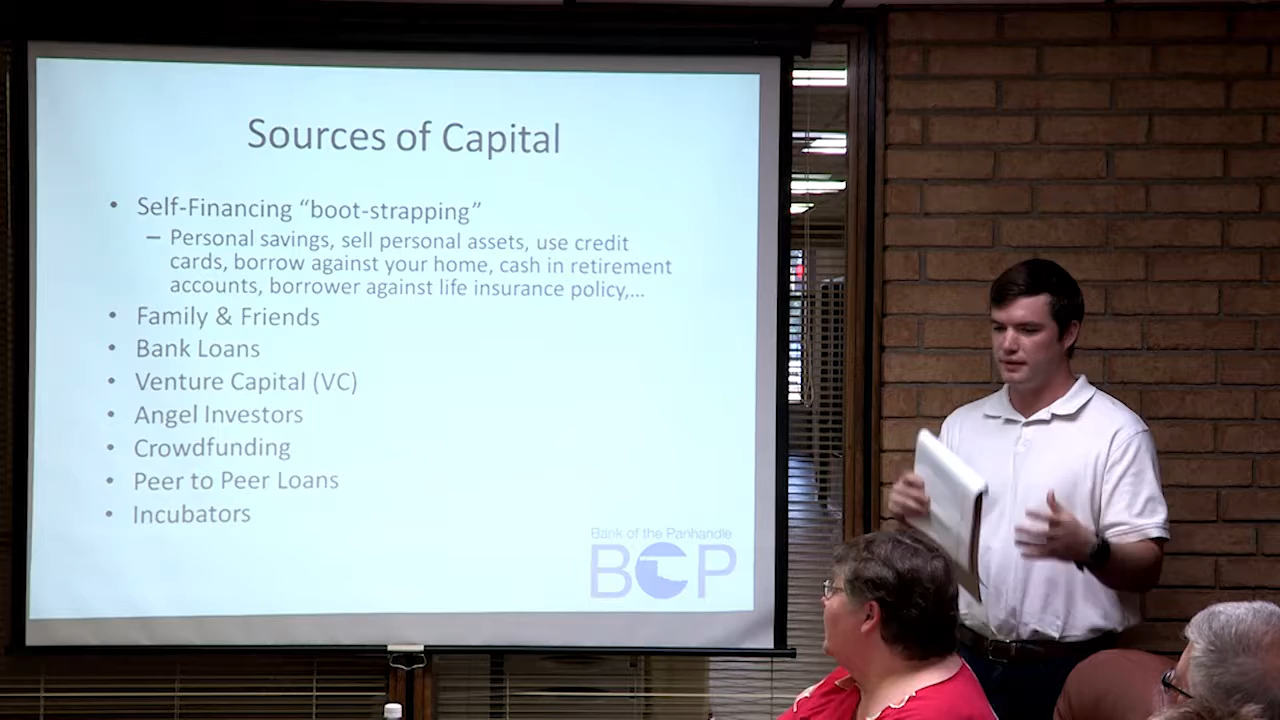 Sources of Capital
• Self-Financing “boot-strapping”
– Personal savings, sell personal assets, use credit
cards, borrow against your home, cash in retirement
accounts, borrower against life insurance policy,...
• Family & Friends
• Bank Loans
• Venture Capital (VC)
• Angel Investors
• Crowdfunding
• Peer to Peer Loans
• Incubators
Bank of the Panhandle
BOP